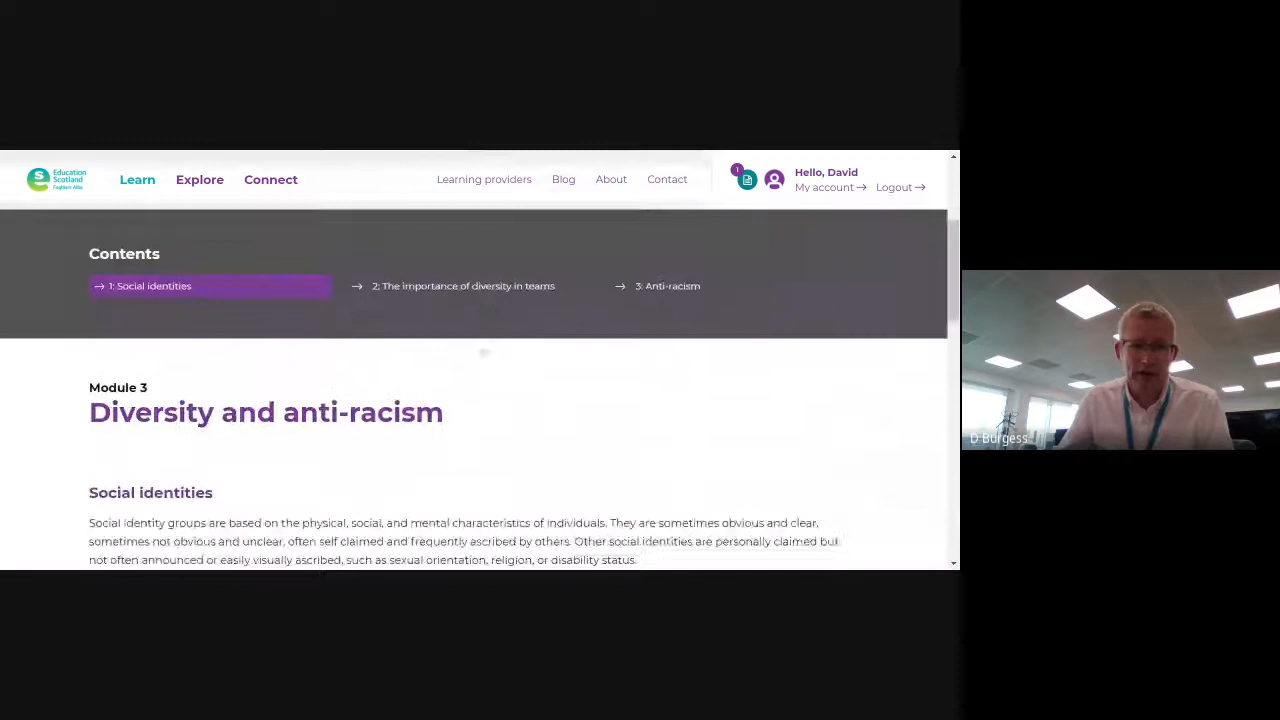 Education
Scotland
Foghlam Alba
Learn
Explore
Connect
Learning providers
Blog
About
Contact
1
Hello, David
My account
Logout
Contents
1: Social identities
2: The importance of diversity in teams
3: Anti-racism
Module 3
Diversity and anti-racism
Social identities
Social identity groups are based on the physical, social, and mental characteristics of individuals. They are sometimes obvious and clear,
sometimes not obvious and unclear, often self claimed and frequently ascribed by others. Other social identities are personally claimed but
not often announced or easily visually ascribed, such as sexual orientation, religion, or disability status.
D Burgess